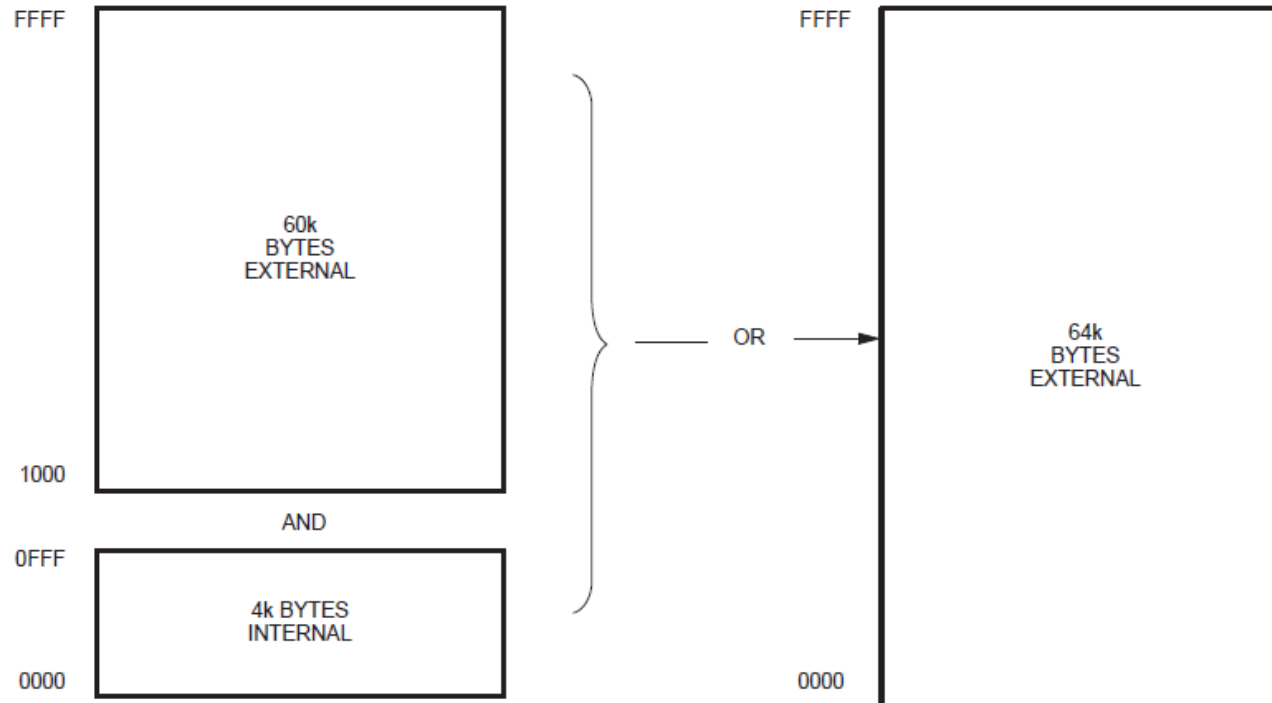 FFFF
60k
BYTES
EXTERNAL
1000
AND
0FFF
4k BYTES
INTERNAL
0000
OR
FFFF
64k
BYTES
EXTERNAL
0000